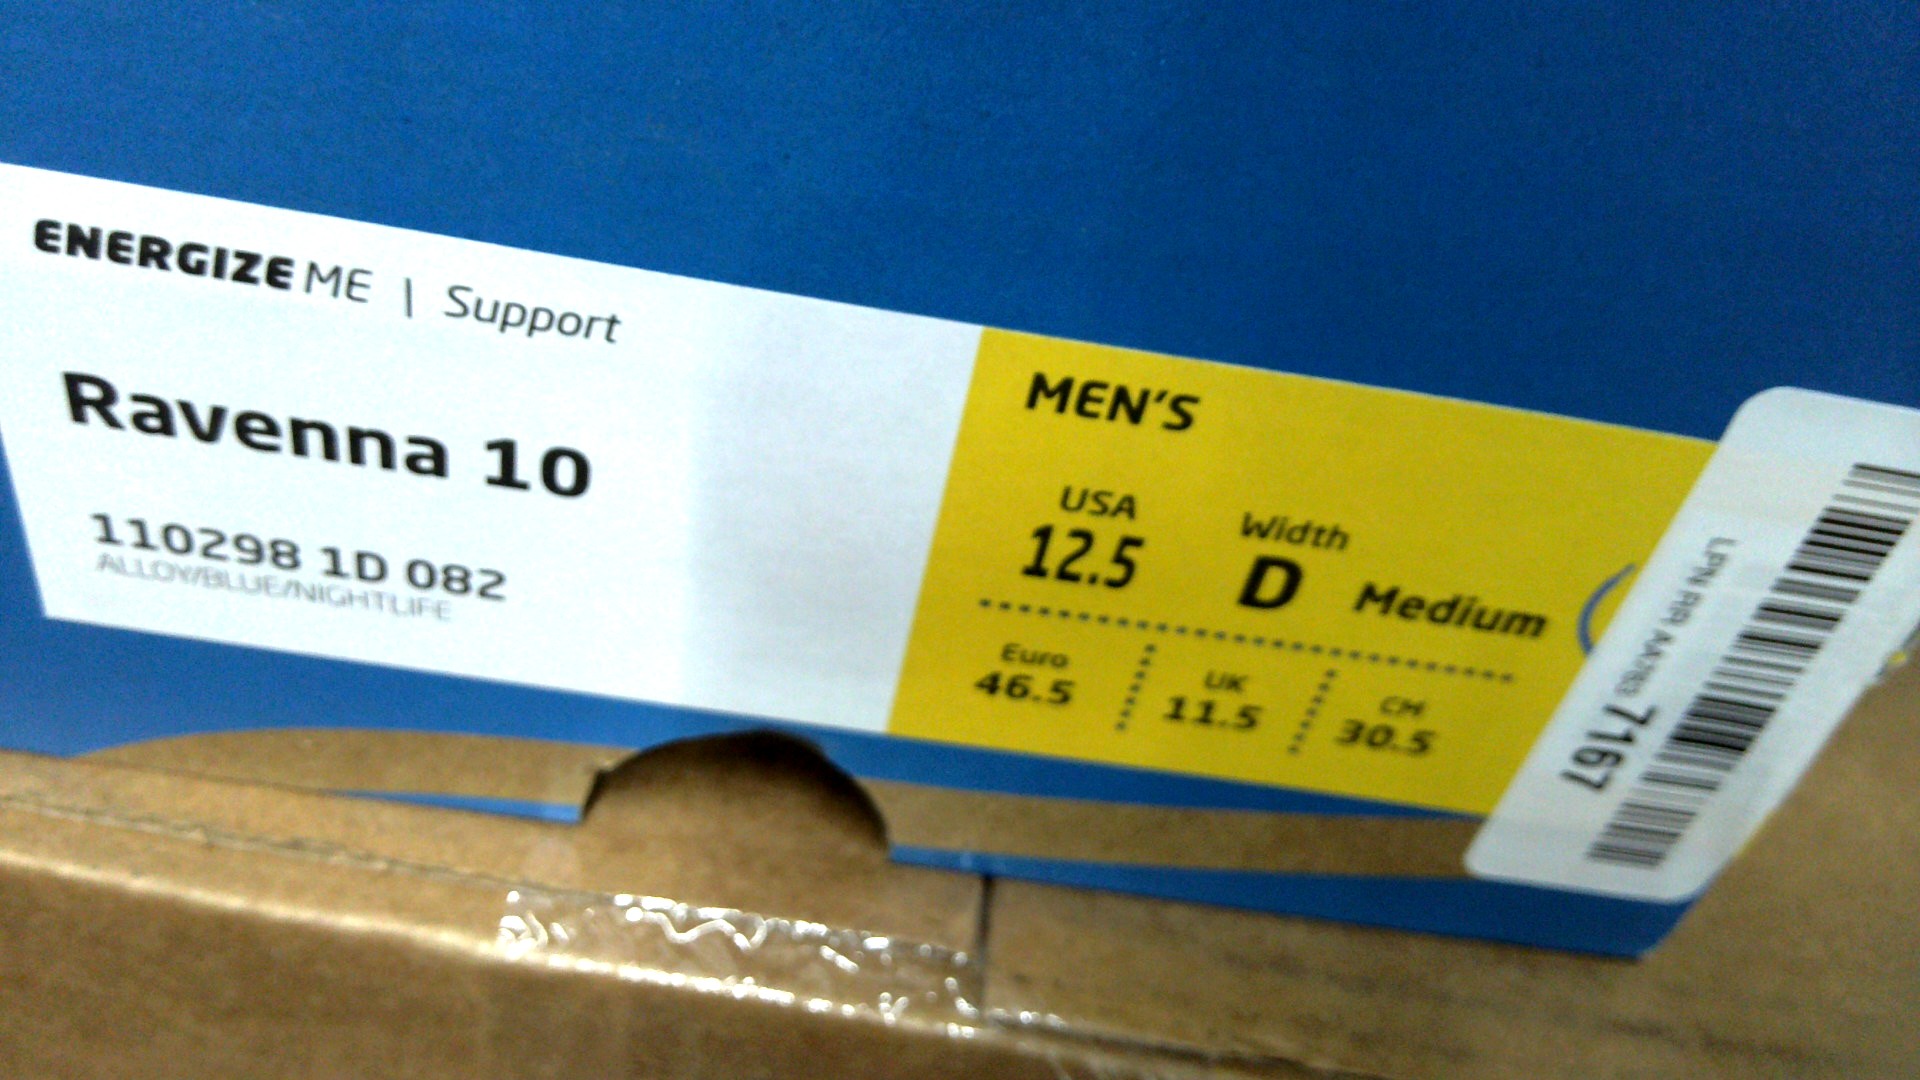 ENERGIZE ME | Support
Ravenna 10
110298 1D 082
ALLOY/BLUE/NIGHTLIFE
MEN'S
USA
12.5
Width
D Medium
Euro
46.5
UK
11.5
CM
30.5
7167